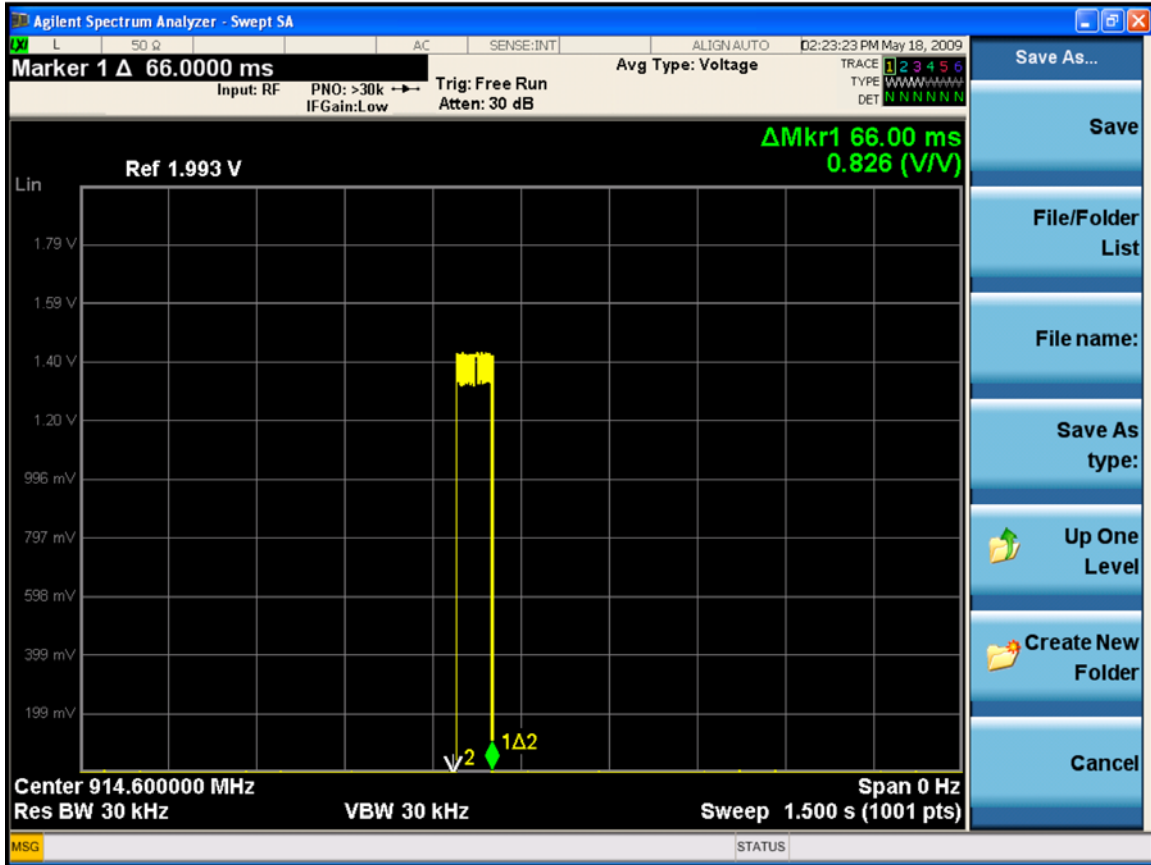 Agilent Spectrum Analyzer - Swept SA
LXI L 50 Ω AC SENSE:INT ALIGN AUTO 02:23:23 PM May 18, 2009
Marker 1 Δ 66.0000 ms
Input: RF
PNO: >30k
IFGain:Low
Trig: Free Run
Atten: 30 dB
Avg Type: Voltage
TRACE 1 2 3 4 5 6
TYPE WWWWWW
DET N N N N N N
ΔMkr1 66.00 ms
0.826 (V/V)
Ref 1.993 V
Lin
1.79 V
1.59 V
1.40 V
1.20 V
996 mV
797 mV
598 mV
399 mV
199 mV
2
1Δ2
Center 914.600000 MHz
Span 0 Hz
Res BW 30 kHz
VBW 30 kHz
Sweep 1.500 s (1001 pts)
MSG
STATUS
Save As...
Save
File/Folder
List
File name:
Save As
type:
Up One
Level
Create New
Folder
Cancel